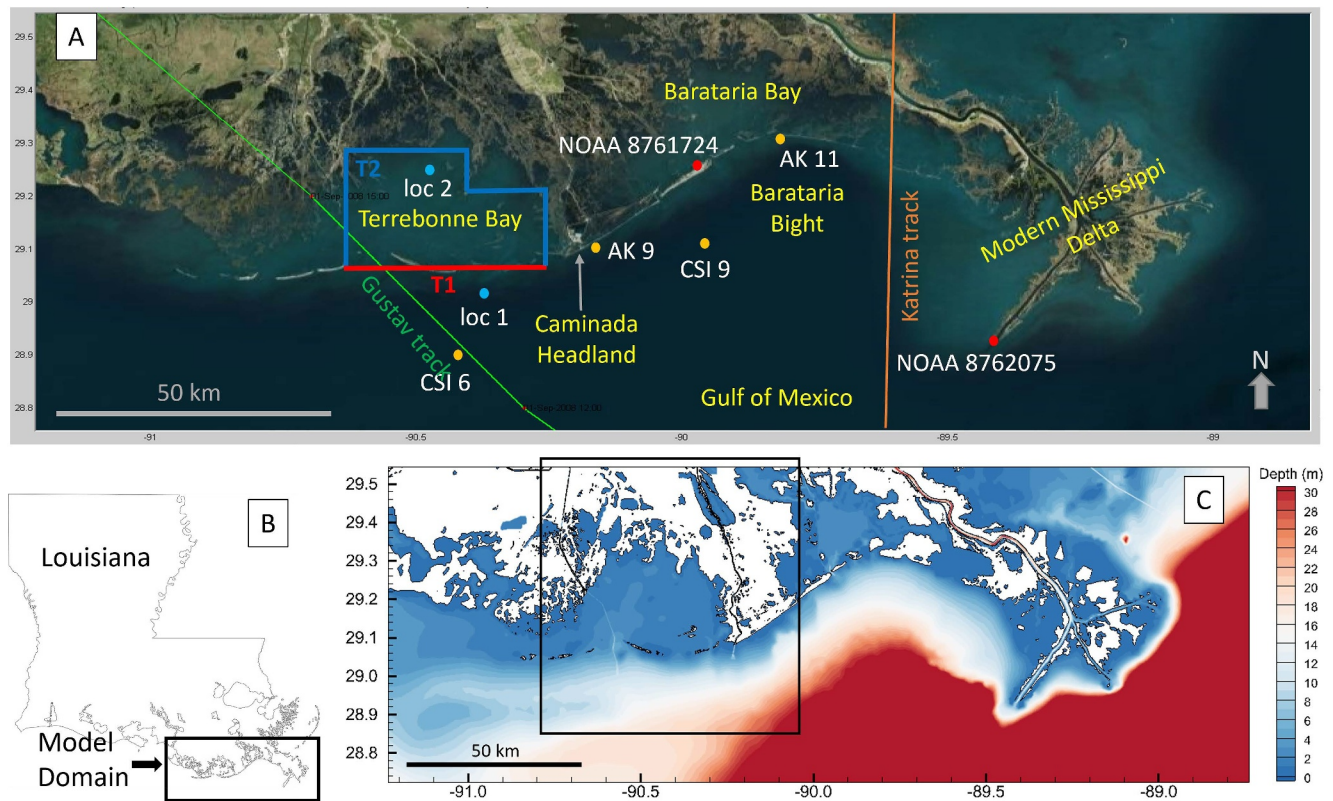 A
29.5
29.4
29.3
29.2
29.1
29
28.9
28.8
Barataria Bay
NOAA 8761724
AK 11
T2
loc 2
01-Sep-2008 15:00
Terrebonne Bay
Barataria
Bight
Modern Mississippi
Delta
AK 9
CSI 9
Katrina track
T1
Gustav track
loc 1
Caminada
Headland
NOAA 8762075
CSI 6
N
50 km
Gulf of Mexico
-91
-90.5
-90
-89.5
-89
B
Louisiana
Model
Domain
C
29.5
29.4
29.3
29.2
29.1
29.0
28.9
28.8
50 km
-91.0
-90.5
-90.0
-89.5
-89.0
Depth (m)
30
28
26
24
22
20
18
16
14
12
10
8
6
4
2
0